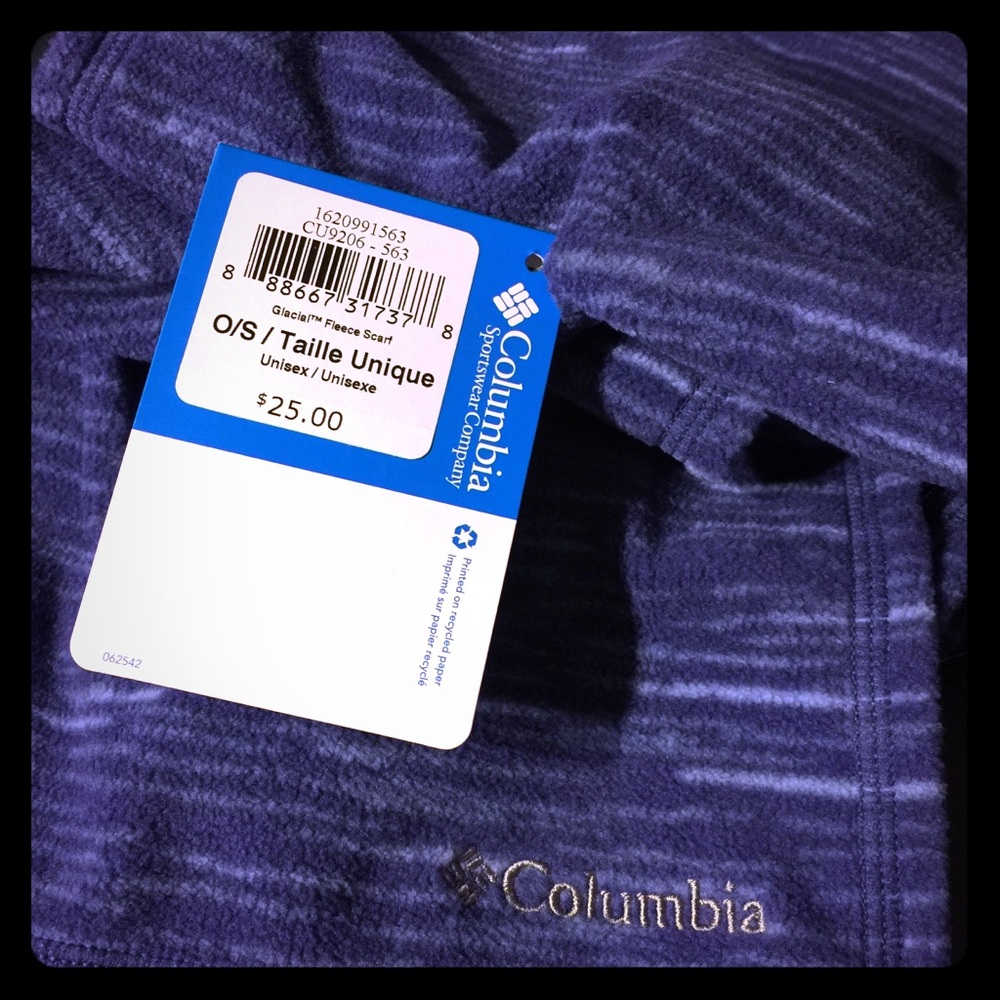 1620991563
CU9206 - 563
8 88667 31737 8
Glacial™ Fleece Scarf
O/S / Taille Unique
Unisex / Unisexe
$25.00
Columbia
Sportswear Company
Printed on recycled paper
Imprimé sur papier recyclé
062542
Columbia